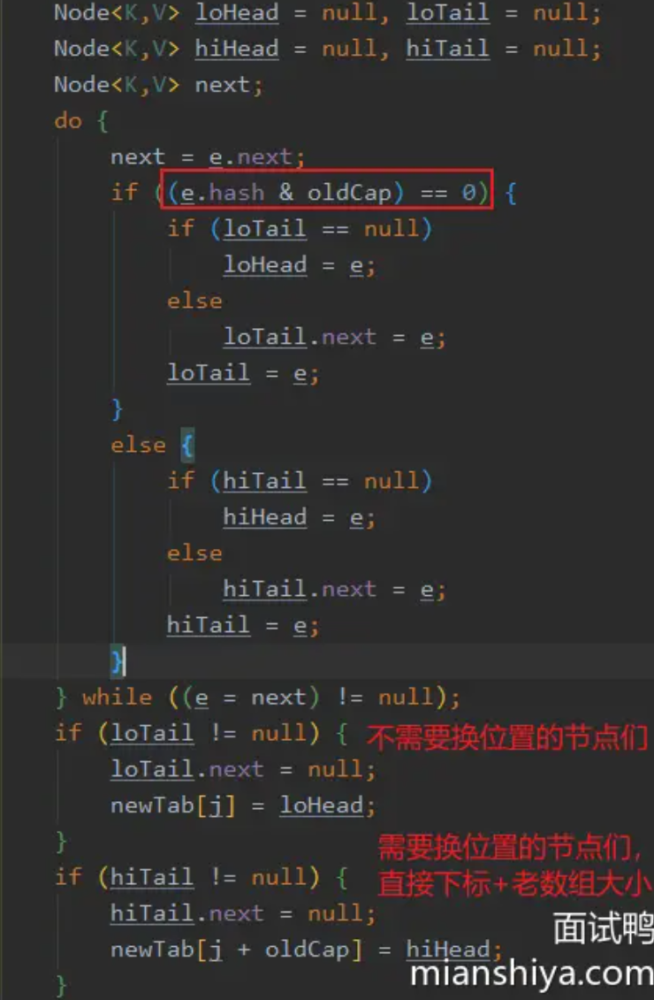 Node<K,V> loHead = null, loTail = null;
Node<K,V> hiHead = null, hiTail = null;
Node<K,V> next;
do {
next = e.next;
if ((e.hash & oldCap) == 0) {
if (loTail == null)
loHead = e;
else
loTail.next = e;
loTail = e;
}
else {
if (hiTail == null)
hiHead = e;
else
hiTail.next = e;
hiTail = e;
}
} while ((e = next) != null);
if (loTail != null) { 不需要换位置的节点们
loTail.next = null;
newTab[j] = loHead;
}
需要换位置的节点们，
if (hiTail != null) { 直接下标+老数组大小
hiTail.next = null;
面试鸭
newTab[j + oldCap] = hiHead;
mianshiya.com
}